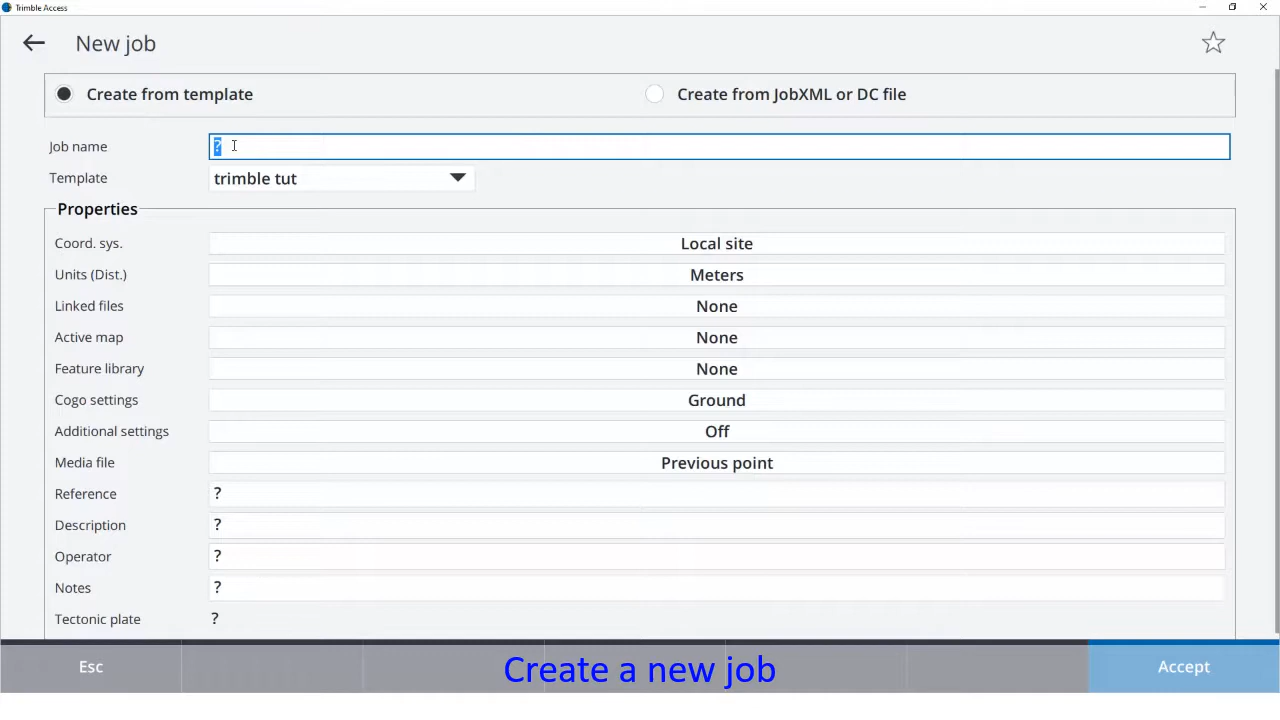 Trimble Access
New job
Create from template
Create from JobXML or DC file
Job name ?
Template trimble tut
Properties
Coord. sys. Local site
Units (Dist.) Meters
Linked files None
Active map None
Feature library None
Cogo settings Ground
Additional settings Off
Media file Previous point
Reference ?
Description ?
Operator ?
Notes ?
Tectonic plate ?
Esc Create a new job Accept